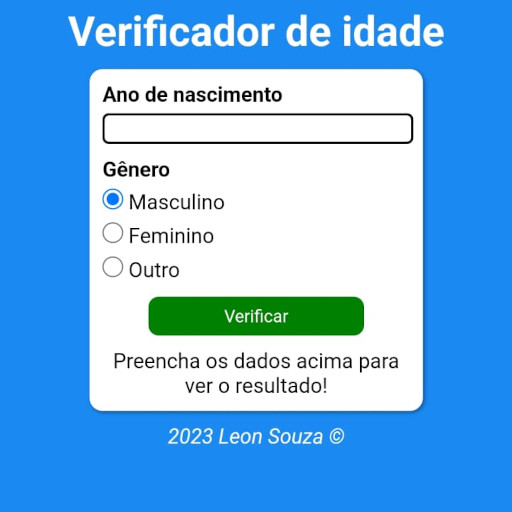 Verificador de idade
Ano de nascimento
Gênero
Masculino
Feminino
Outro
Verificar
Preencha os dados acima para
ver o resultado!
2023 Leon Souza ©